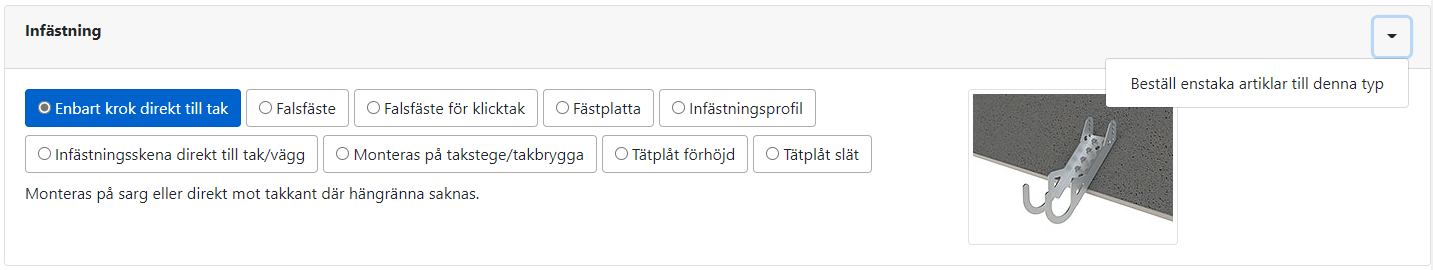 Infästning
Beställ enstaka artiklar till denna typ
Enbart krok direkt till tak Falsfäste Falsfäste för klicktak Fästplatta Infästningsprofil
Infästningsskena direkt till tak/vägg Monteras på takstege/takbrygga Tätplåt förhöjd Tätplåt slät
Monteras på sarg eller direkt mot takkant där hängränna saknas.